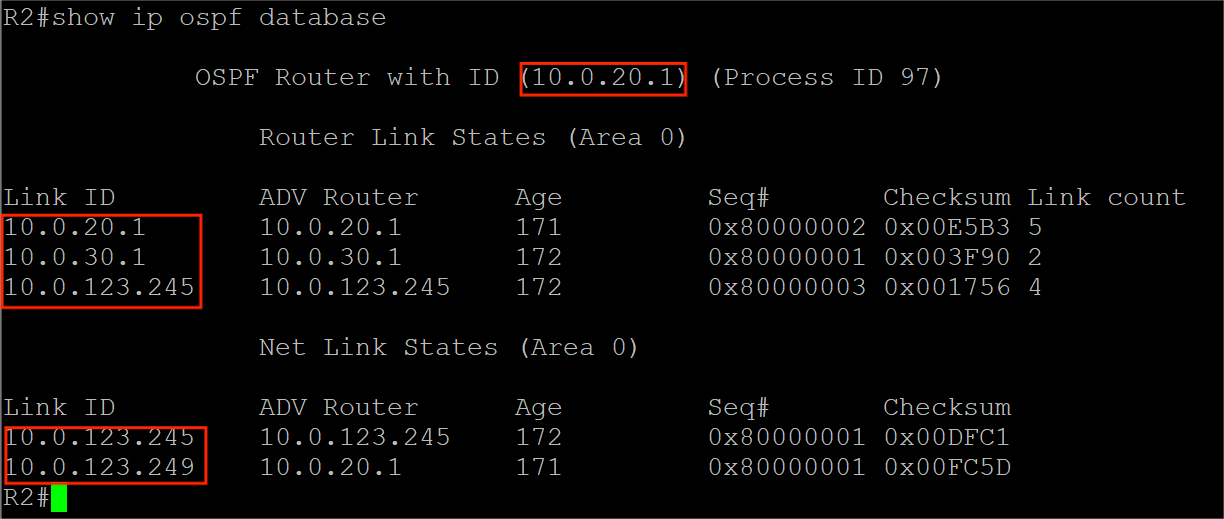 R2#show ip ospf database
OSPF Router with ID (10.0.20.1) (Process ID 97)
Router Link States (Area 0)
Link ID ADV Router Age Seq# Checksum Link count
10.0.20.1 10.0.20.1 171 0x80000002 0x00E5B3 5
10.0.30.1 10.0.30.1 172 0x80000001 0x003F90 2
10.0.123.245 10.0.123.245 172 0x80000003 0x001756 4
Net Link States (Area 0)
Link ID ADV Router Age Seq# Checksum
10.0.123.245 10.0.123.245 172 0x80000001 0x00DFC1
10.0.123.249 10.0.20.1 171 0x80000001 0x00FC5D
R2#